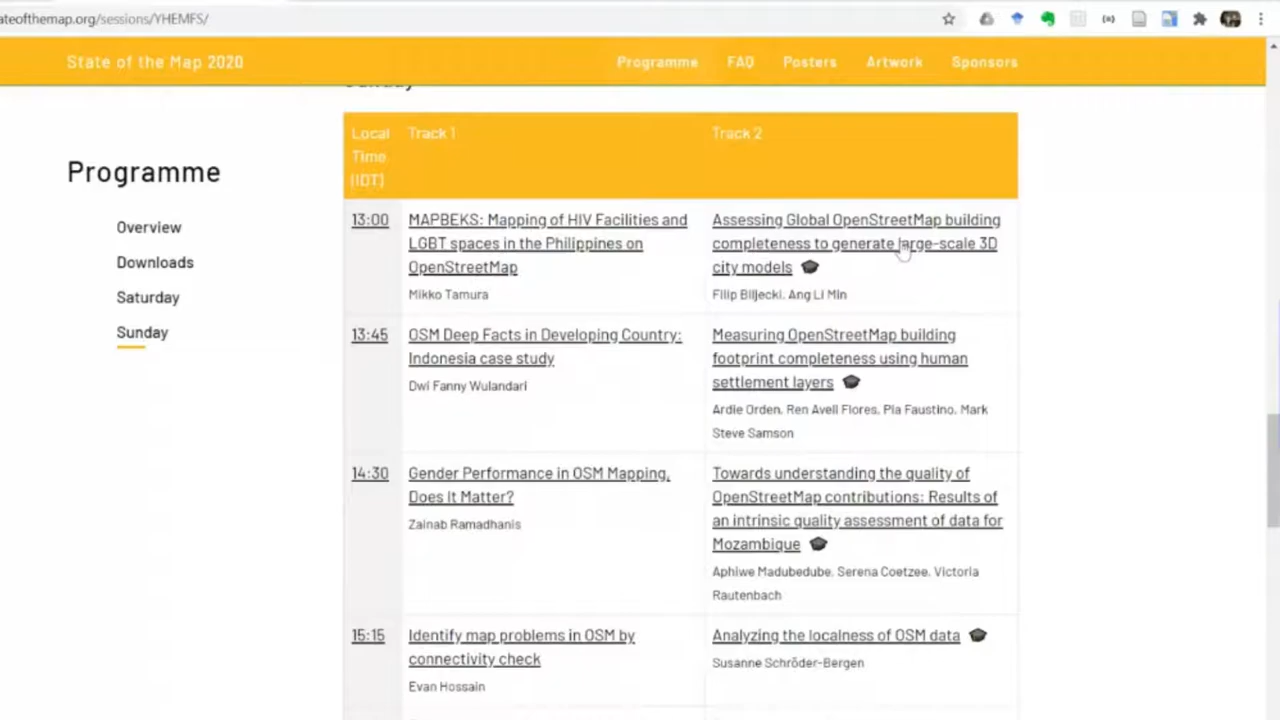 ateofthemap.org/sessions/YHEMFS/
State of the Map 2020
Programme
FAQ
Posters
Artwork
Sponsors
Programme
Overview
Downloads
Saturday
Sunday
Sunday
Local
Time
(IDT)
Track 1
Track 2
13:00
MAPBEKS: Mapping of HIV Facilities and
LGBT spaces in the Philippines on
OpenStreetMap
Mikko Tamura
Assessing Global OpenStreetMap building
completeness to generate large-scale 3D
city models
Filip Biljecki, Ang Li Min
13:45
OSM Deep Facts in Developing Country:
Indonesia case study
Dwi Fanny Wulandari
Measuring OpenStreetMap building
footprint completeness using human
settlement layers
Ardie Orden, Ren Avell Flores, Pia Faustino, Mark
Steve Samson
14:30
Gender Performance in OSM Mapping,
Does it Matter?
Zainab Ramadhanis
Towards understanding the quality of
OpenStreetMap contributions: Results of
an intrinsic quality assessment of data for
Mozambique
Aphiwe Madubedube, Serena Coetzee, Victoria
Rautenbach
15:15
Identify map problems in OSM by
connectivity check
Evan Hossain
Analyzing the localness of OSM data
Susanne Schröder-Bergen